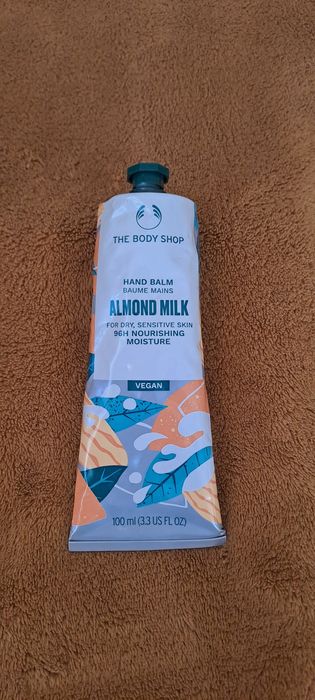 THE BODY SHOP
HAND BALM
BAUME MAINS
ALMOND MILK
FOR DRY, SENSITIVE SKIN
96H NOURISHING
MOISTURE
VEGAN
100 ml (3.3 US FL OZ)